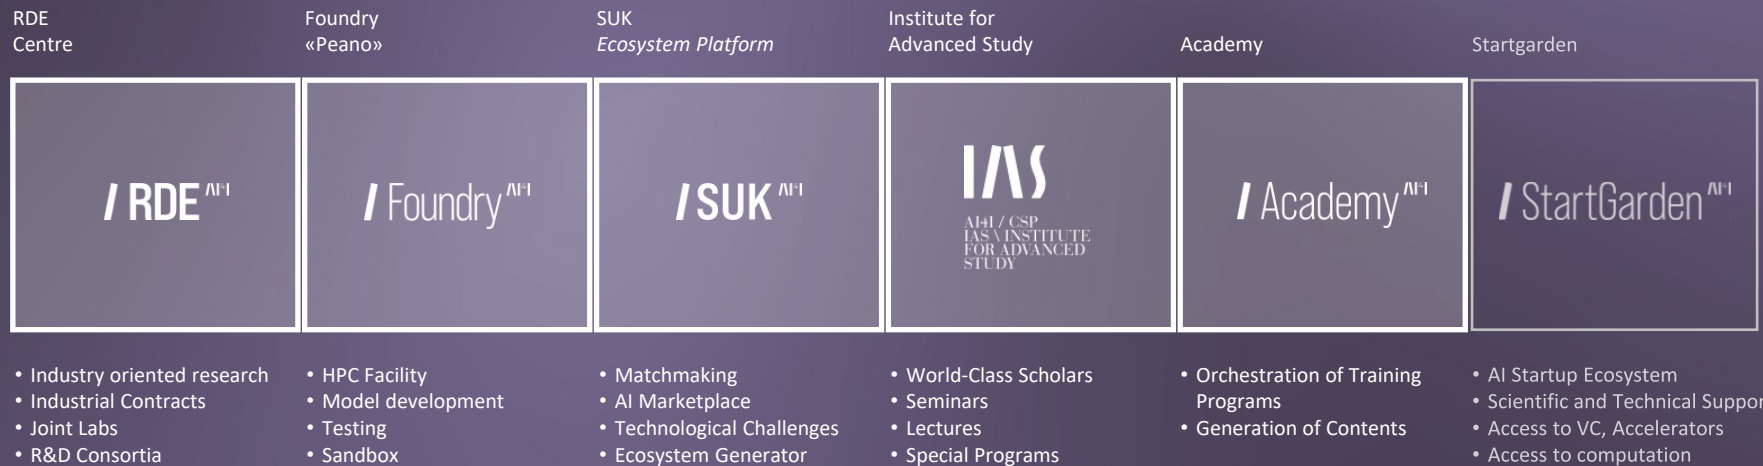 RDE
Centre
Foundry
«Peano»
SUK
Ecosystem Platform
Institute for
Advanced Study
Academy
Startgarden
/ RDE AI4I
/ Foundry AI4I
/ SUK AI4I
IAS
AI4I / CSP
IAS \ INSTITUTE
FOR ADVANCED
STUDY
/ Academy AI4I
/ StartGarden AI4I
• Industry oriented research
• Industrial Contracts
• Joint Labs
• R&D Consortia
• HPC Facility
• Model development
• Testing
• Sandbox
• Matchmaking
• AI Marketplace
• Technological Challenges
• Ecosystem Generator
• World-Class Scholars
• Seminars
• Lectures
• Special Programs
• Orchestration of Training
Programs
• Generation of Contents
• AI Startup Ecosystem
• Scientific and Technical Suppor
• Access to VC, Accelerators
• Access to computation